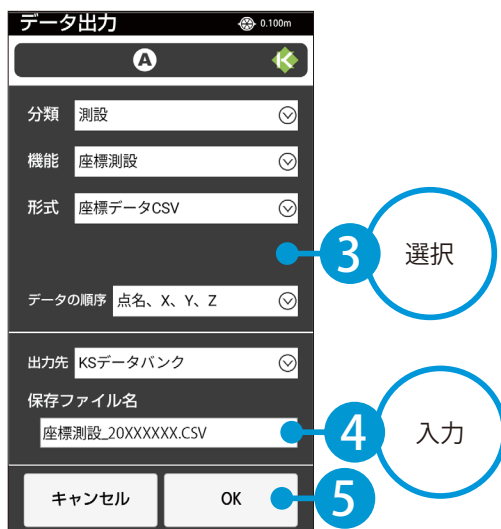 データ出力 0.100m
A K
分類 測設
機能 座標測設
形式 座標データCSV
3 選択
データの順序 点名、X、Y、Z
出力先 KSデータバンク
保存ファイル名
座標測設_20XXXXXX.CSV
4 入力
キャンセル OK 5